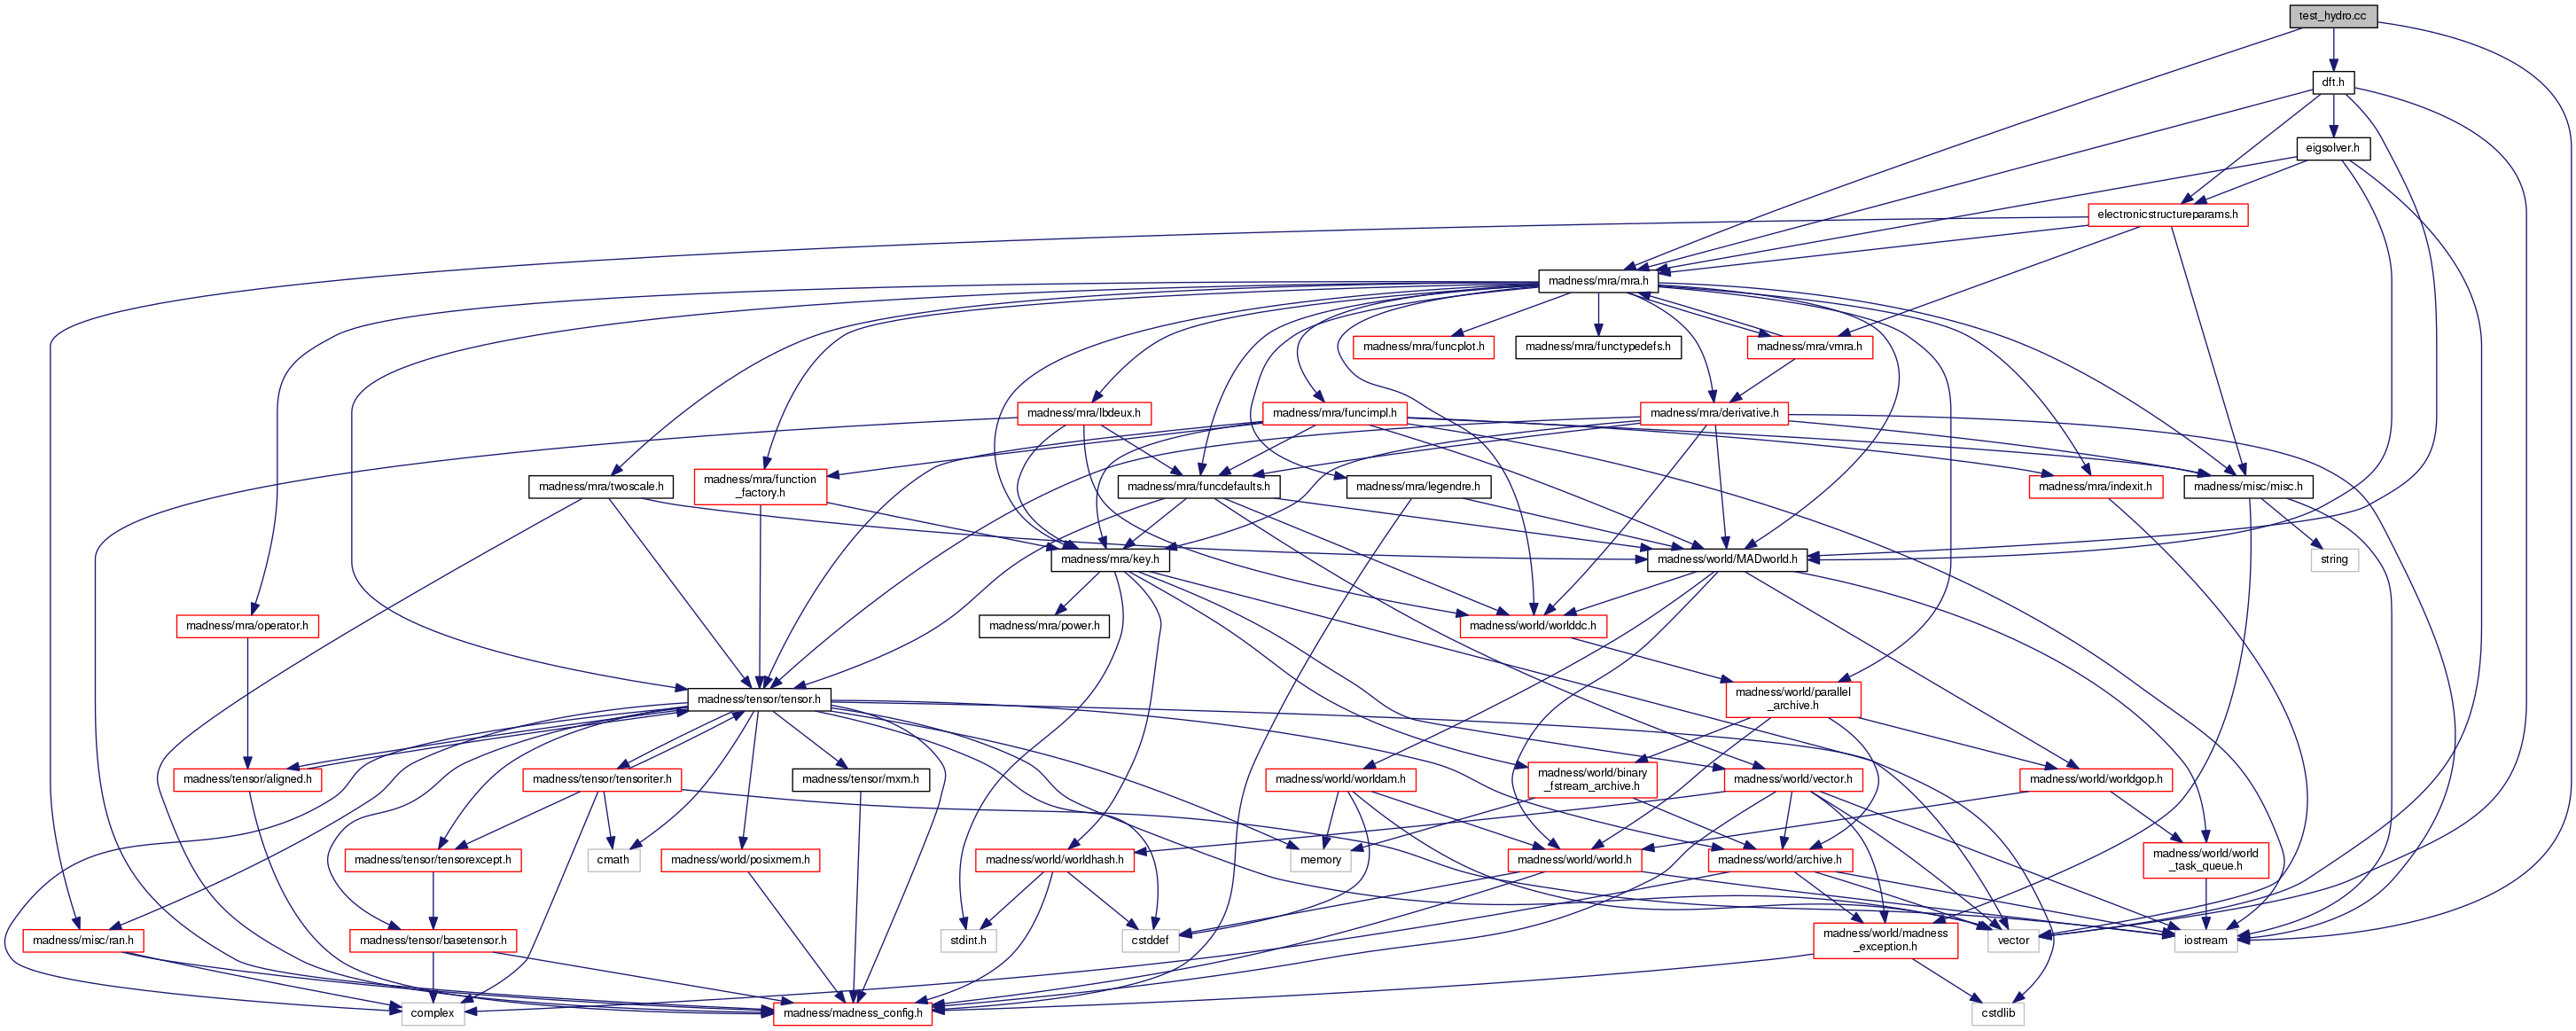 test_hydro.cc
dft.h
eigsolver.h
electronicstructureparams.h
madness/mra/mra.h
madness/mra/funcplot.h
madness/mra/functypedefs.h
madness/mra/vmra.h
madness/mra/lbdeux.h
madness/mra/funcimpl.h
madness/mra/derivative.h
madness/mra/twoscale.h
madness/mra/function
_factory.h
madness/mra/funcdefaults.h
madness/mra/legendre.h
madness/mra/indexit.h
madness/misc/misc.h
madness/mra/key.h
madness/world/MADworld.h
string
madness/mra/operator.h
madness/mra/power.h
madness/world/worlddc.h
madness/tensor/tensor.h
madness/world/parallel
_archive.h
madness/tensor/aligned.h
madness/tensor/tensoriter.h
madness/tensor/mxm.h
madness/world/worldam.h
madness/world/binary
_fstream_archive.h
madness/world/vector.h
madness/world/worldgop.h
madness/tensor/tensorexcept.h
cmath
madness/world/posixmem.h
madness/world/worldhash.h
memory
madness/world/world.h
madness/world/archive.h
madness/world/world
_task_queue.h
madness/misc/ran.h
madness/tensor/basetensor.h
stdint.h
cstddef
madness/world/madness
_exception.h
vector
iostream
complex
madness/madness_config.h
cstdlib